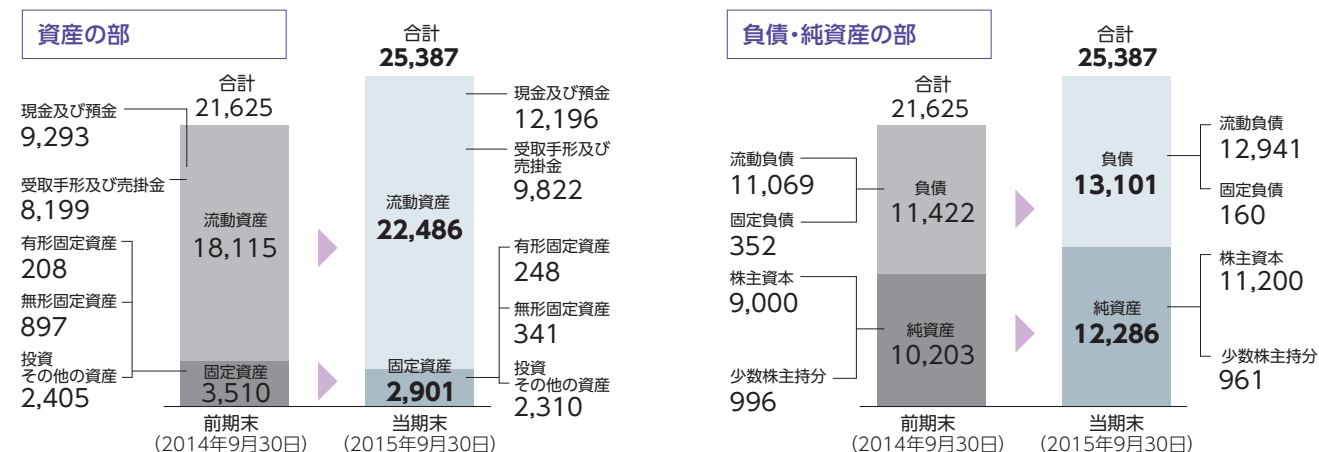 資産の部
合計
21,625
現金及び預金
9,293
受取手形及び売掛金
8,199
有形固定資産
208
無形固定資産
897
投資
その他の資産
2,405
流動資産
18,115
固定資産
3,510
前期末
(2014年9月30日)
合計
25,387
流動資産
22,486
固定資産
2,901
当期末
(2015年9月30日)
現金及び預金
12,196
受取手形及び
売掛金
9,822
有形固定資産
248
無形固定資産
341
投資
その他の資産
2,310
負債・純資産の部
合計
21,625
流動負債
11,069
固定負債
352
株主資本
9,000
少数株主持分
996
負債
11,422
純資産
10,203
前期末
(2014年9月30日)
合計
25,387
負債
13,101
純資産
12,286
当期末
(2015年9月30日)
流動負債
12,941
固定負債
160
株主資本
11,200
少数株主持分
961